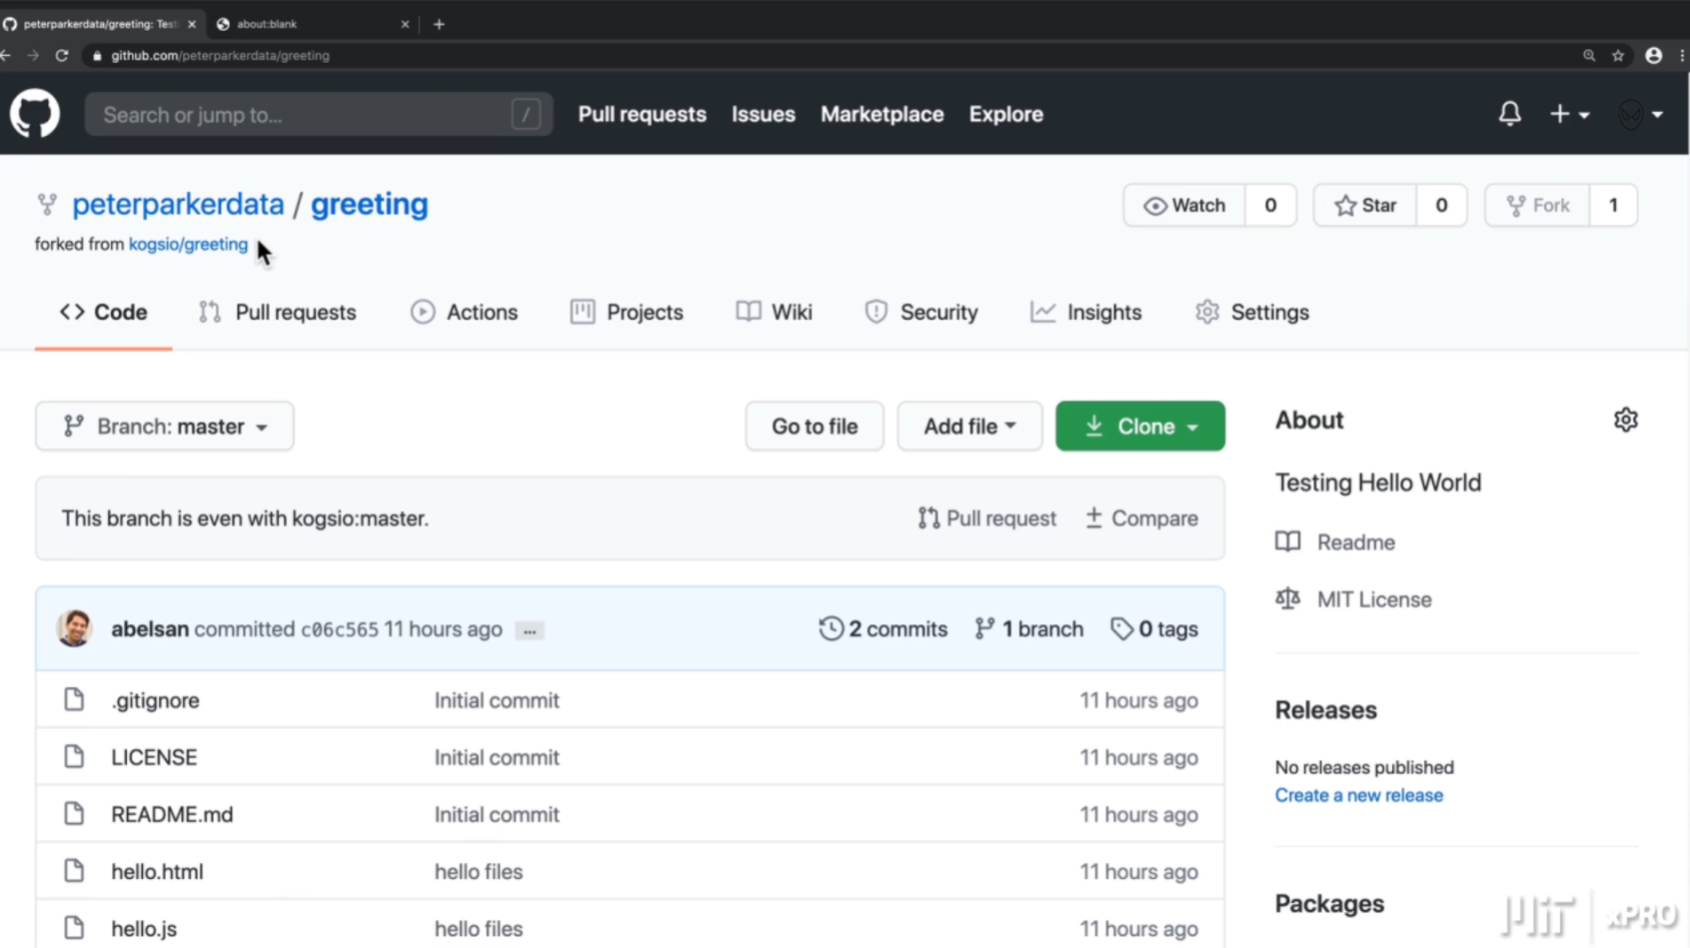 peterparkerdata/greeting: Test
about:blank
github.com/peterparkerdata/greeting
Search or jump to... /
Pull requests Issues Marketplace Explore
peterparkerdata / greeting
Watch 0 Star 0 Fork 1
forked from kogsio/greeting
Code Pull requests Actions Projects Wiki Security Insights Settings
Branch: master Go to file Add file Clone
About
Testing Hello World
This branch is even with kogsio:master. Pull request Compare
Readme
MIT License
abelsan committed c06c565 11 hours ago ... 2 commits 1 branch 0 tags
.gitignore Initial commit 11 hours ago
LICENSE Initial commit 11 hours ago
README.md Initial commit 11 hours ago
hello.html hello files 11 hours ago
hello.js hello files 11 hours ago
Releases
No releases published
Create a new release
Packages
MIT xPRO